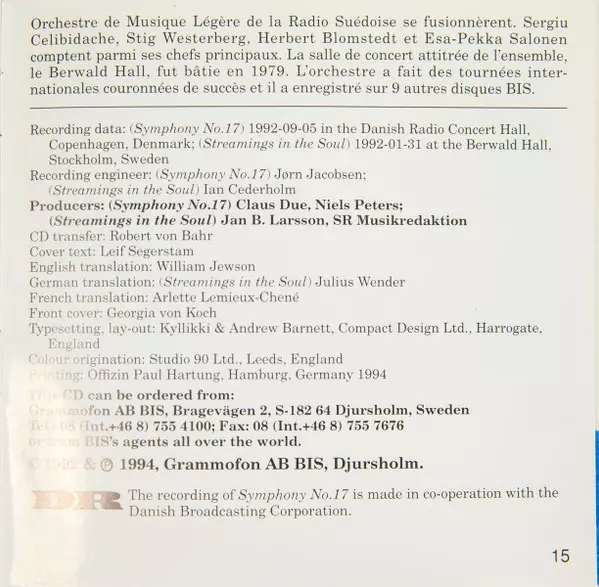 Orchestre de Musique Légère de la Radio Suédoise se fusionnèrent. Sergiu
Celibidache, Stig Westerberg, Herbert Blomstedt et Esa-Pekka Salonen
comptent parmi ses chefs principaux. La salle de concert attitrée de l'ensemble,
le Berwald Hall, fut bâtie en 1979. L'orchestre a fait des tournées inter-
nationales couronnées de succès et il a enregistré sur 9 autres disques BIS.
Recording data: (Symphony No.17) 1992-09-05 in the Danish Radio Concert Hall,
Copenhagen, Denmark; (Streamings in the Soul) 1992-01-31 at the Berwald Hall,
Stockholm, Sweden
Recording engineer: (Symphony No.17) Jørn Jacobsen;
(Streamings in the Soul) Ian Cederholm
Producers: (Symphony No.17) Claus Due, Niels Peters;
(Streamings in the Soul) Jan B. Larsson, SR Musikredaktion
CD transfer: Robert von Bahr
Cover text: Leif Segerstam
English translation: William Jewson
German translation: (Streamings in the Soul) Julius Wender
French translation: Arlette Lemieux-Chené
Front cover: Georgia von Koch
Typesetting, lay-out: Kyllikki & Andrew Barnett, Compact Design Ltd., Harrogate,
England
Colour origination: Studio 90 Ltd., Leeds, England
Printing: Offizin Paul Hartung, Hamburg, Germany 1994
This CD can be ordered from:
Grammofon AB BIS, Bragevägen 2, S-182 64 Djursholm, Sweden
Tel: 08 (Int.+46 8) 755 4100; Fax: 08 (Int.+46 8) 755 7676
or from BIS's agents all over the world.
© & ℗ 1994, Grammofon AB BIS, Djursholm.
DR The recording of Symphony No.17 is made in co-operation with the
Danish Broadcasting Corporation.
15